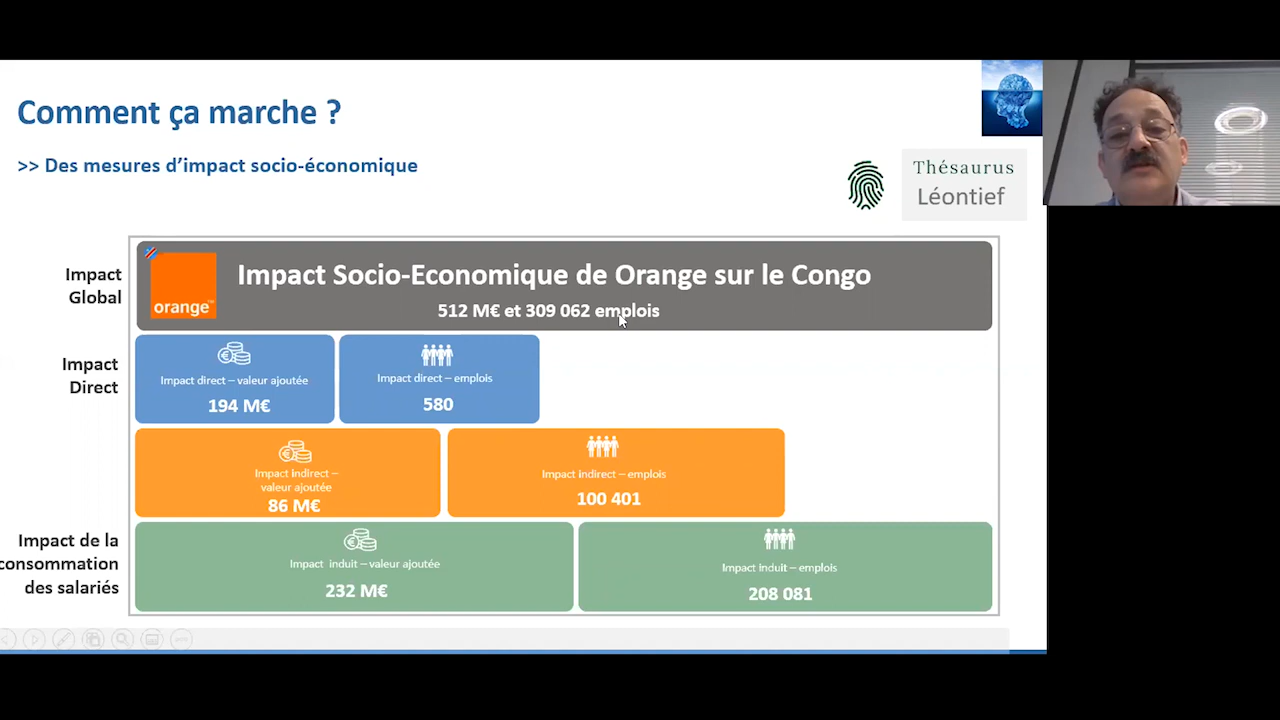 Comment ça marche ?
>> Des mesures d’impact socio-économique
Thésaurus
Léontief
Impact
Global
orange™
Impact Socio-Economique de Orange sur le Congo
512 M€ et 309 062 emplois
Impact
Direct
Impact direct – valeur ajoutée
194 M€
Impact direct – emplois
580
Impact indirect –
valeur ajoutée
86 M€
Impact indirect – emplois
100 401
Impact de la
consommation
des salariés
Impact induit – valeur ajoutée
232 M€
Impact induit – emplois
208 081